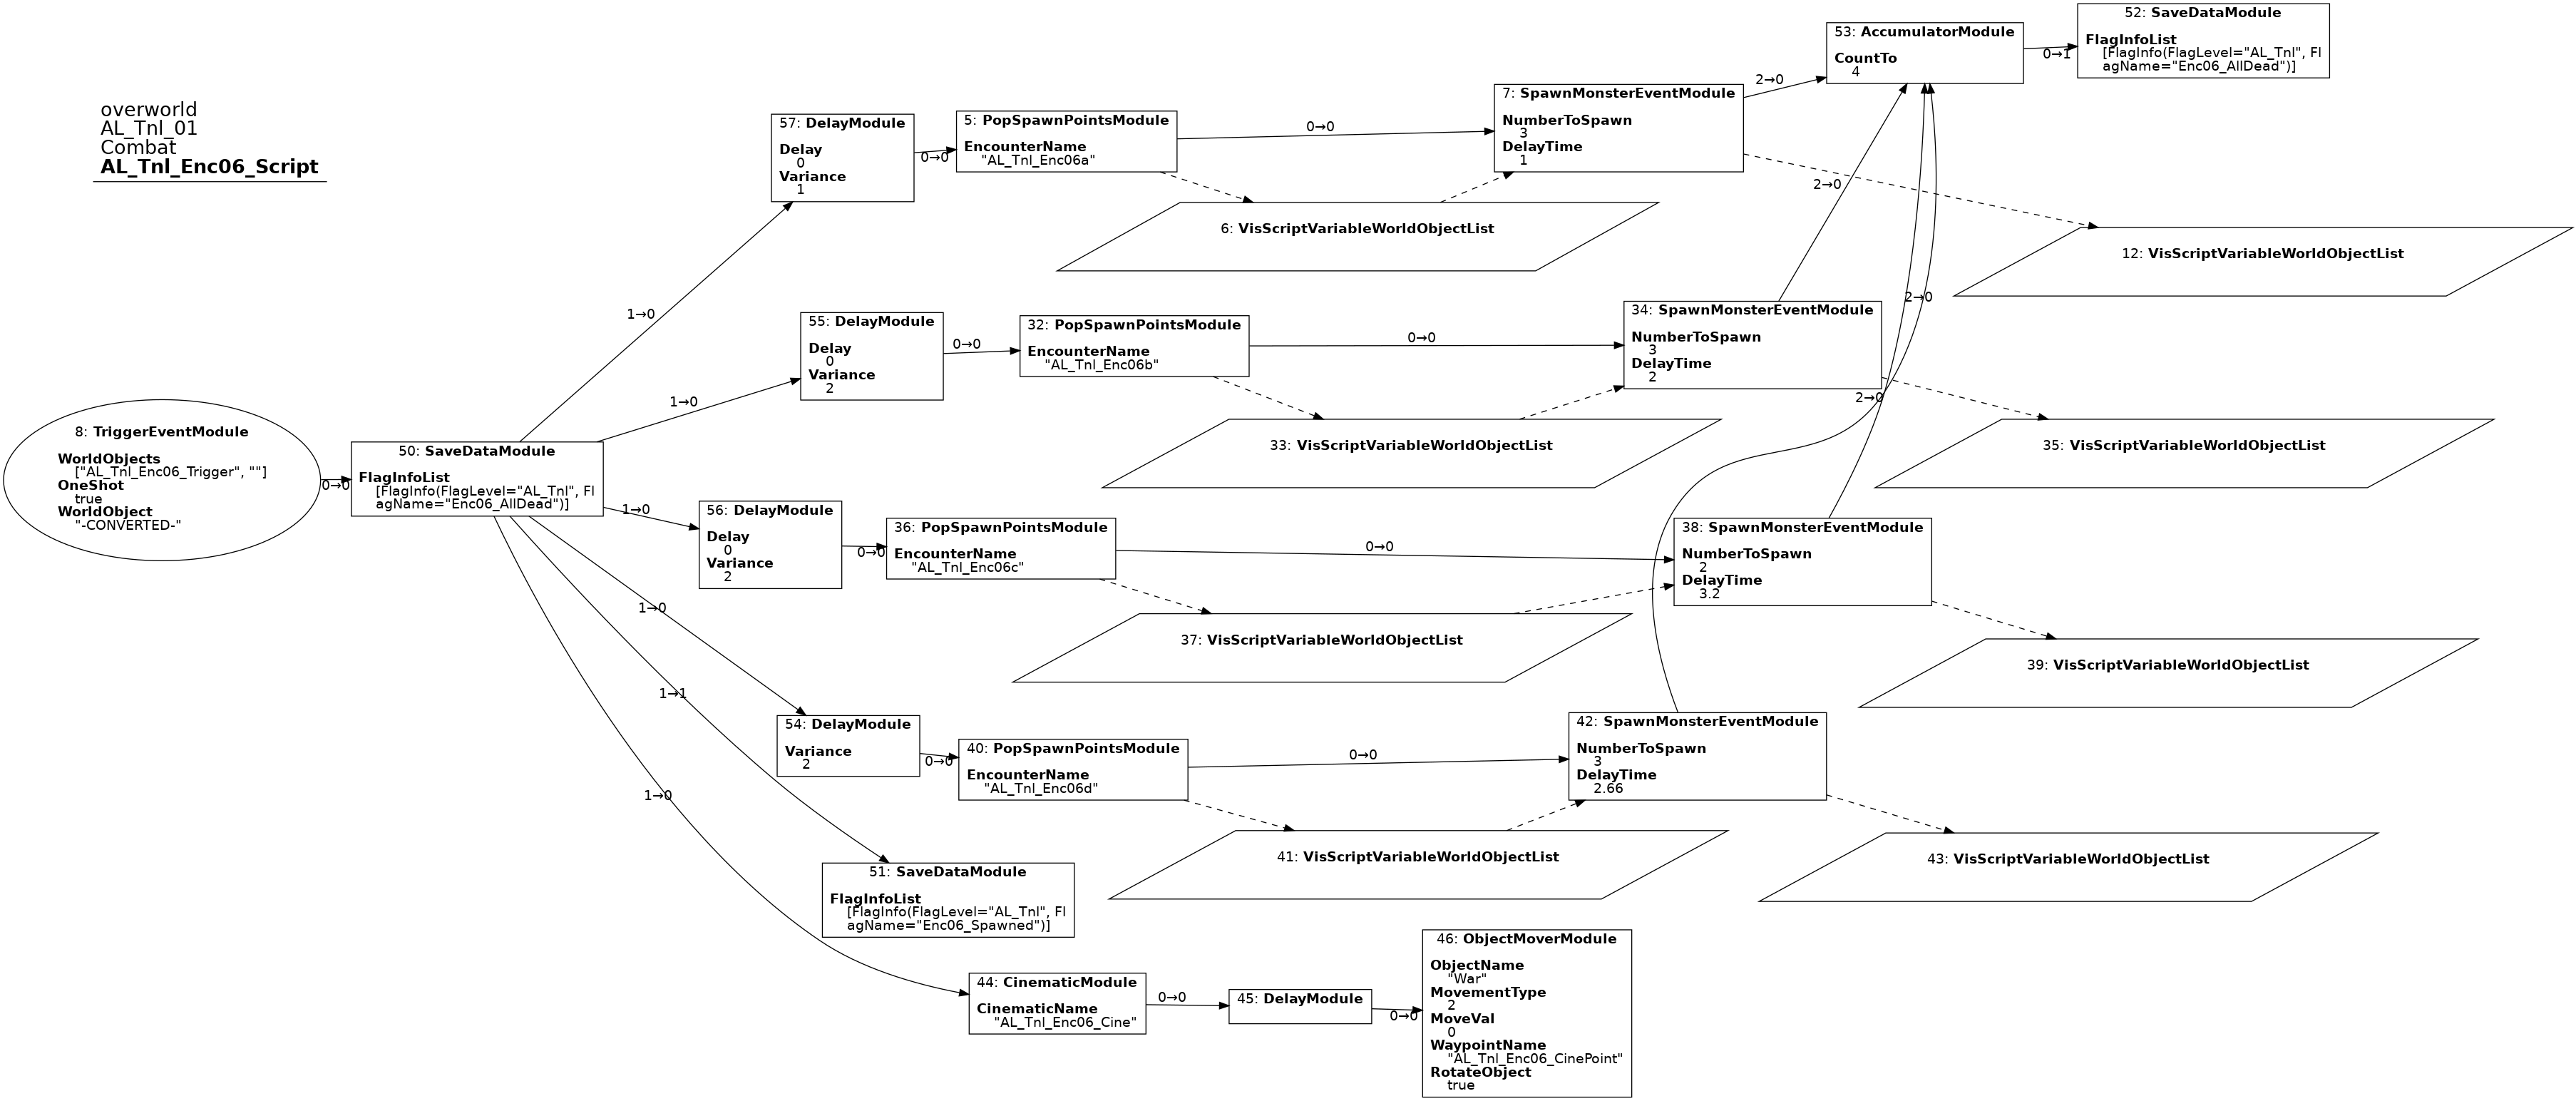 overworld
AL_Tnl_01
Combat
AL_Tnl_Enc06_Script
8: TriggerEventModule
WorldObjects
["AL_Tnl_Enc06_Trigger", ""]
OneShot
true
WorldObject
"-CONVERTED-"
0→0
50: SaveDataModule
FlagInfoList
[FlagInfo(FlagLevel="AL_Tnl", Fl
agName="Enc06_AllDead")]
1→0
57: DelayModule
Delay
0
Variance
1
0→0
5: PopSpawnPointsModule
EncounterName
"AL_Tnl_Enc06a"
0→0
6: VisScriptVariableWorldObjectList
7: SpawnMonsterEventModule
NumberToSpawn
3
DelayTime
1
2→0
53: AccumulatorModule
CountTo
4
0→1
52: SaveDataModule
FlagInfoList
[FlagInfo(FlagLevel="AL_Tnl", Fl
agName="Enc06_AllDead")]
12: VisScriptVariableWorldObjectList
1→0
55: DelayModule
Delay
0
Variance
2
0→0
32: PopSpawnPointsModule
EncounterName
"AL_Tnl_Enc06b"
0→0
33: VisScriptVariableWorldObjectList
34: SpawnMonsterEventModule
NumberToSpawn
3
DelayTime
2
2→0
35: VisScriptVariableWorldObjectList
1→0
56: DelayModule
Delay
0
Variance
2
0→0
36: PopSpawnPointsModule
EncounterName
"AL_Tnl_Enc06c"
0→0
37: VisScriptVariableWorldObjectList
38: SpawnMonsterEventModule
NumberToSpawn
2
DelayTime
3.2
2→0
39: VisScriptVariableWorldObjectList
1→0
54: DelayModule
Variance
2
0→0
40: PopSpawnPointsModule
EncounterName
"AL_Tnl_Enc06d"
0→0
41: VisScriptVariableWorldObjectList
42: SpawnMonsterEventModule
NumberToSpawn
3
DelayTime
2.66
2→0
43: VisScriptVariableWorldObjectList
1→1
51: SaveDataModule
FlagInfoList
[FlagInfo(FlagLevel="AL_Tnl", Fl
agName="Enc06_Spawned")]
1→0
44: CinematicModule
CinematicName
"AL_Tnl_Enc06_Cine"
0→0
45: DelayModule
0→0
46: ObjectMoverModule
ObjectName
"War"
MovementType
2
MoveVal
0
WaypointName
"AL_Tnl_Enc06_CinePoint"
RotateObject
true